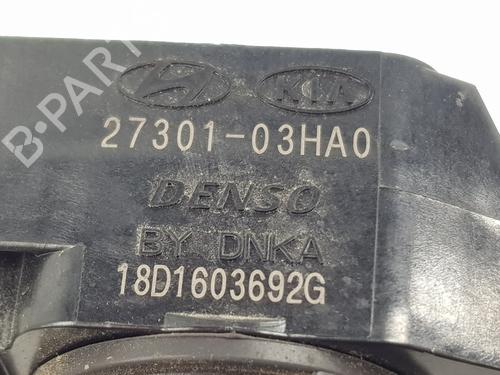 KIA
27301-03HA0
DENSO
BY DNKA
18D1603692G
B-PARTS